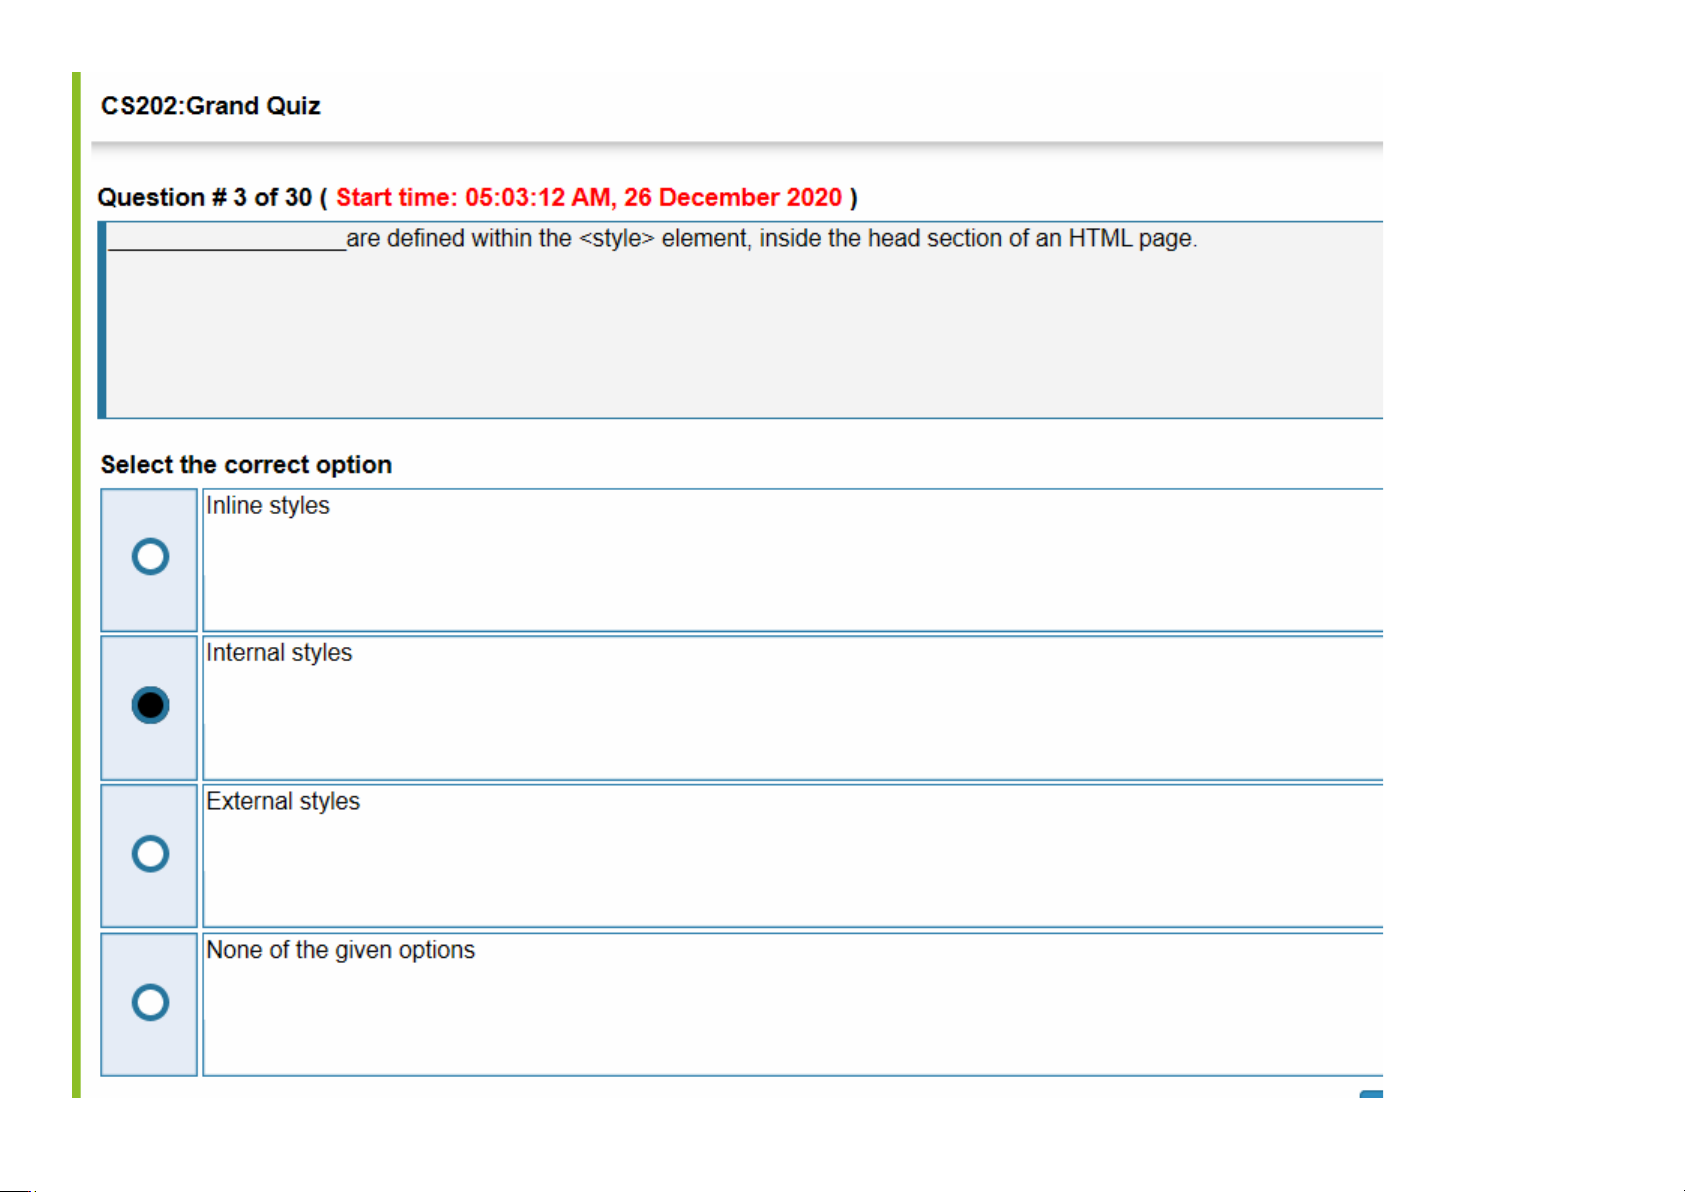 CS202:Grand Quiz
Question # 3 of 30 ( Start time: 05:03:12 AM, 26 December 2020 )
___________________are defined within the <style> element, inside the head section of an HTML page.
Select the correct option
Inline styles
Internal styles
External styles
None of the given options